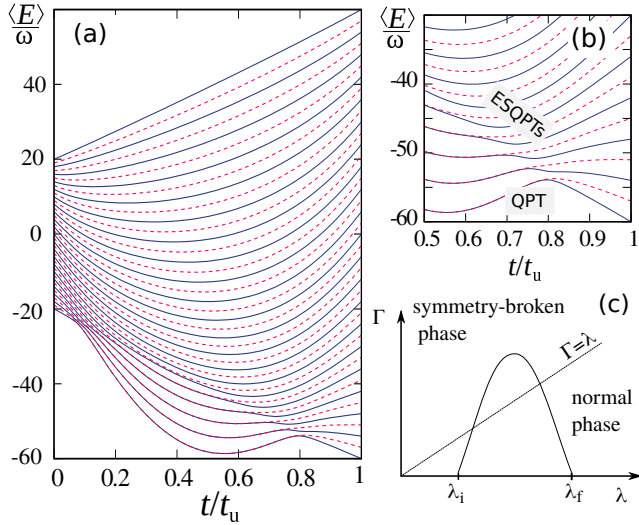 ⟨E⟩
ω
(a)
40
20
0
-20
-40
-60
0
0.2
0.4
0.6
0.8
1
t/tᵤ
⟨E⟩
ω
(b)
-40
-50
-60
ESQPTs
QPT
0.5
0.6
0.7
0.8
0.9
1
t/tᵤ
(c)
Γ
symmetry-broken
phase
Γ=λ
normal
phase
λᵢ
λ_f
λ